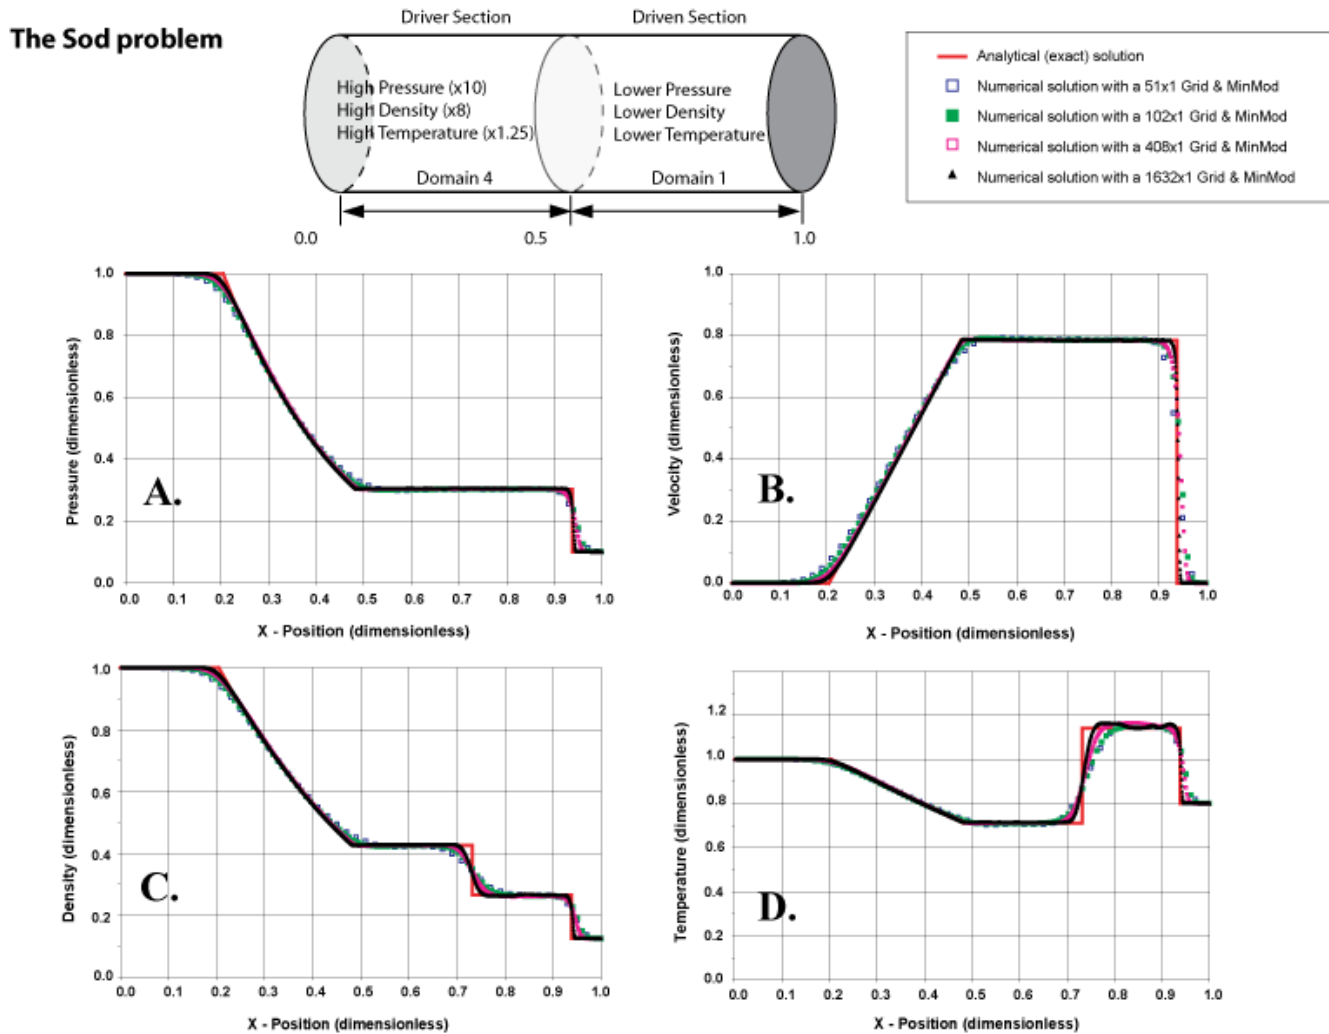 The Sod problem
Driver Section
Driven Section
High Pressure (x10)
High Density (x8)
High Temperature (x1.25)
Lower Pressure
Lower Density
Lower Temperature
Domain 4
Domain 1
0.0
0.5
1.0
Analytical (exact) solution
Numerical solution with a 51x1 Grid & MinMod
Numerical solution with a 102x1 Grid & MinMod
Numerical solution with a 408x1 Grid & MinMod
Numerical solution with a 1632x1 Grid & MinMod
Pressure (dimensionless)
1.0
0.8
0.6
0.4
0.2
0.0
A.
0.0 0.1 0.2 0.3 0.4 0.5 0.6 0.7 0.8 0.9 1.0
X - Position (dimensionless)
Velocity (dimensionless)
1.0
0.8
0.6
0.4
0.2
0.0
B.
0.0 0.1 0.2 0.3 0.4 0.5 0.6 0.7 0.8 0.9 1.0
X - Position (dimensionless)
Density (dimensionless)
1.0
0.8
0.6
0.4
0.2
0.0
C.
0.0 0.1 0.2 0.3 0.4 0.5 0.6 0.7 0.8 0.9 1.0
X - Position (dimensionless)
Temperature (dimensionless)
1.2
1.0
0.8
0.6
0.4
0.2
0.0
D.
0.0 0.1 0.2 0.3 0.4 0.5 0.6 0.7 0.8 0.9 1.0
X - Position (dimensionless)